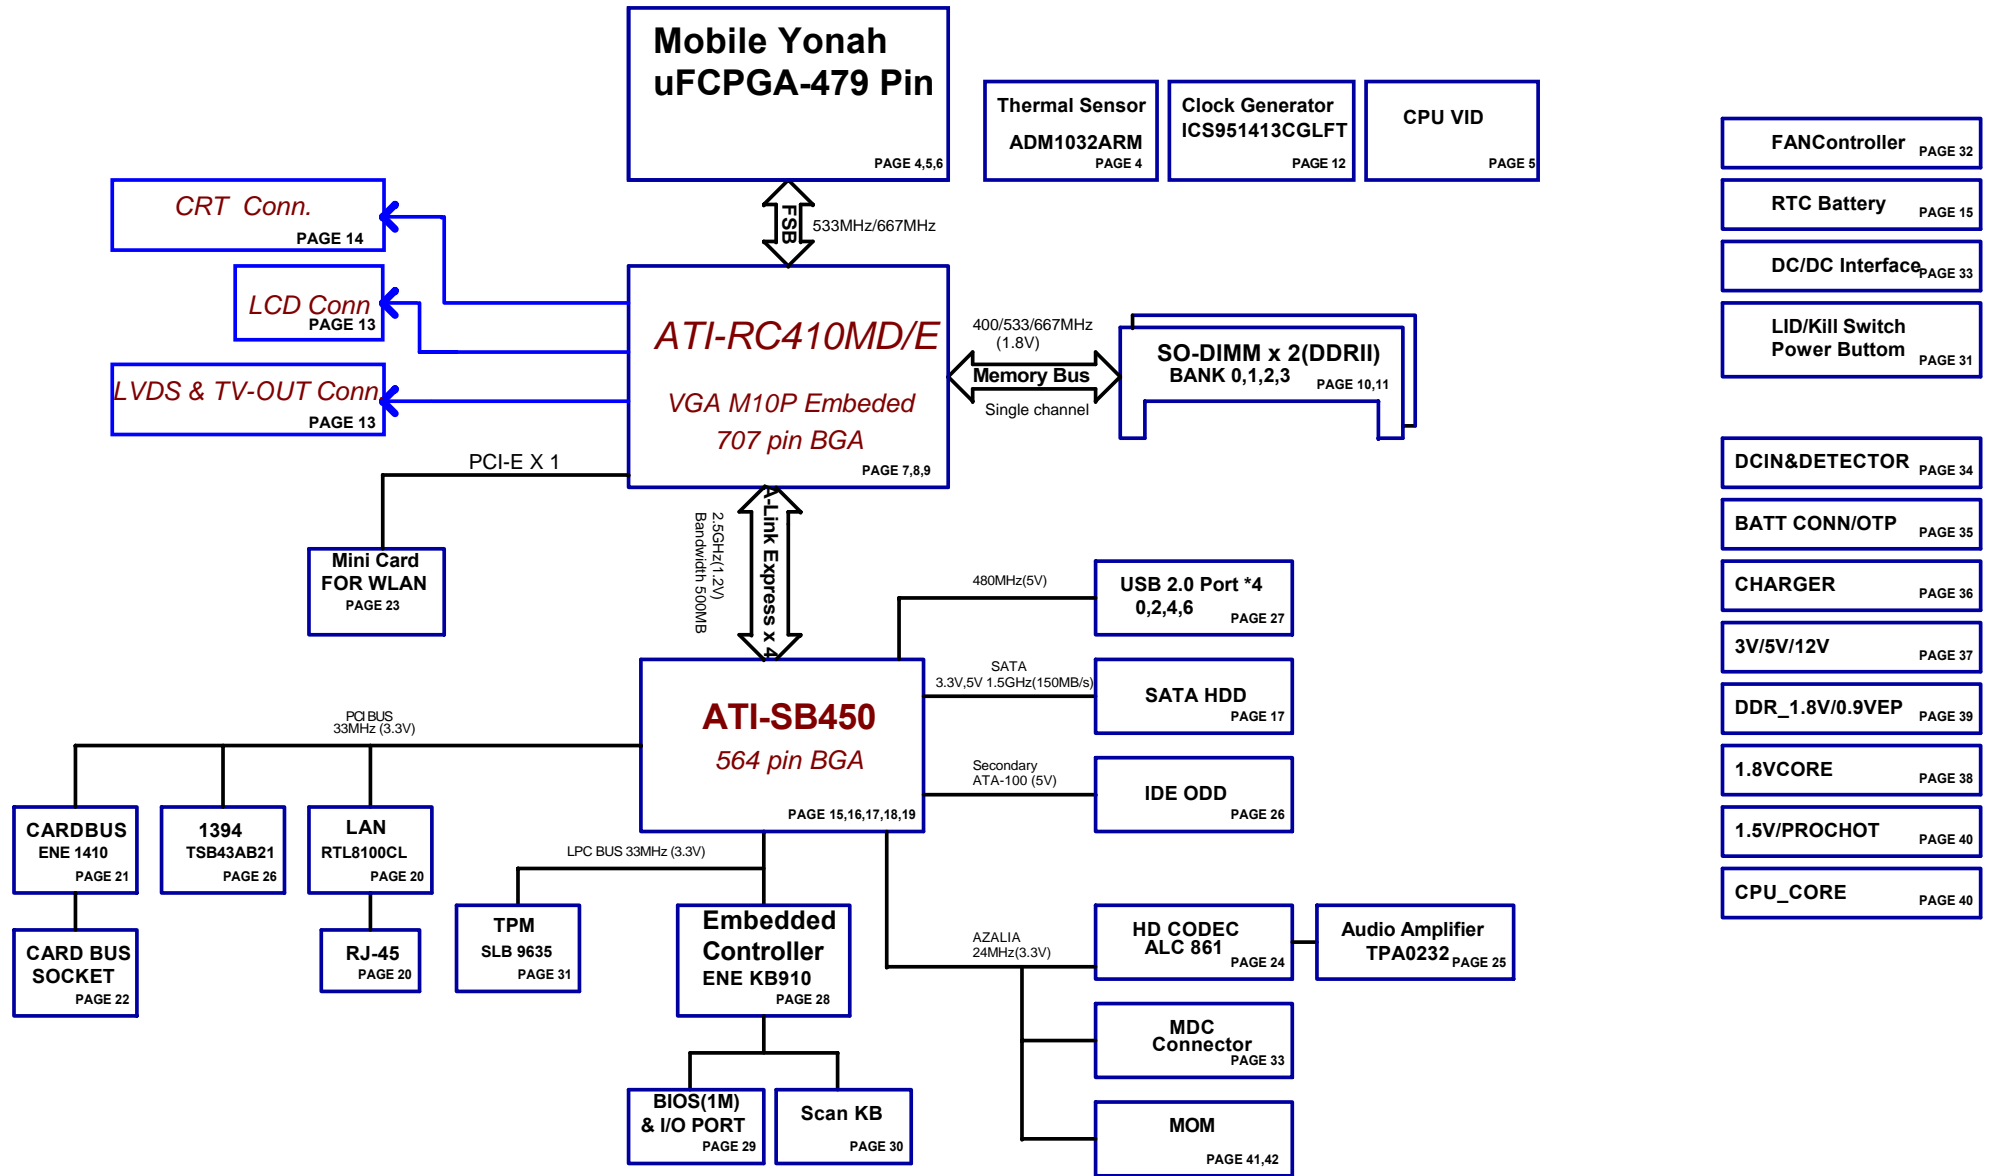 Mobile Yonah
uFCPGA-479 Pin
PAGE 4,5,6
Thermal Sensor
ADM1032ARM
PAGE 4
Clock Generator
ICS951413CGLFT
PAGE 12
CPU VID
PAGE 5
FANController PAGE 32
RTC Battery PAGE 15
DC/DC Interface PAGE 33
LID/Kill Switch
Power Buttom PAGE 31
CRT Conn.
PAGE 14
FSB
533MHz/667MHz
LCD Conn
PAGE 13
LVDS & TV-OUT Conn.
PAGE 13
ATI-RC410MD/E
VGA M10P Embeded
707 pin BGA
PAGE 7,8,9
400/533/667MHz
(1.8V)
Memory Bus
Single channel
SO-DIMM x 2(DDRII)
BANK 0,1,2,3 PAGE 10,11
PCI-E X 1
Mini Card
FOR WLAN
PAGE 23
A-Link Express x 4
2.5GHz(1.2V)
Bandwidth 500MB
DCIN&DETECTOR PAGE 34
BATT CONN/OTP PAGE 35
CHARGER PAGE 36
3V/5V/12V PAGE 37
DDR_1.8V/0.9VEP PAGE 39
1.8VCORE PAGE 38
1.5V/PROCHOT PAGE 40
CPU_CORE PAGE 40
480MHz(5V)
USB 2.0 Port *4
0,2,4,6
PAGE 27
SATA
3.3V,5V 1.5GHz(150MB/s)
SATA HDD
PAGE 17
ATI-SB450
564 pin BGA
PAGE 15,16,17,18,19
Secondary
ATA-100 (5V)
IDE ODD
PAGE 26
PCI BUS
33MHz (3.3V)
CARDBUS
ENE 1410
PAGE 21
1394
TSB43AB21
PAGE 26
LAN
RTL8100CL
PAGE 20
CARD BUS
SOCKET
PAGE 22
RJ-45
PAGE 20
LPC BUS 33MHz (3.3V)
TPM
SLB 9635
PAGE 31
Embedded
Controller
ENE KB910
PAGE 28
AZALIA
24MHz(3.3V)
HD CODEC
ALC 861
PAGE 24
Audio Amplifier
TPA0232 PAGE 25
MDC
Connector
PAGE 33
MOM
PAGE 41,42
BIOS(1M)
& I/O PORT
PAGE 29
Scan KB
PAGE 30